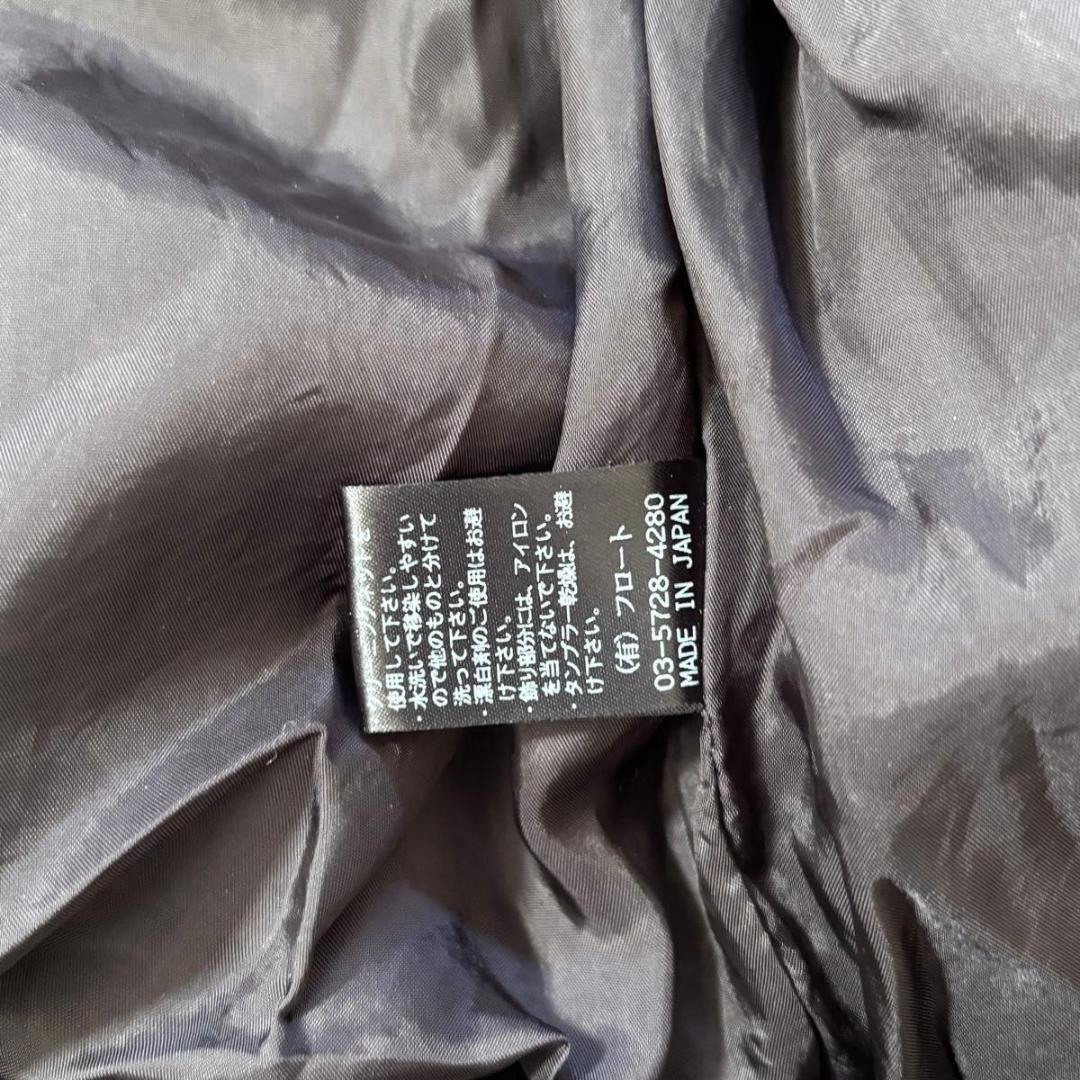 使用して下さい。
・水洗いで移染しやすい
ので他のものと分けて
洗って下さい。
・漂白剤のご使用はお避
け下さい。
・飾り部分には、アイロン
を当てないで下さい。
・タンブラー乾燥は、お避
け下さい。
(有)フロート
03-5728-4280
MADE IN JAPAN